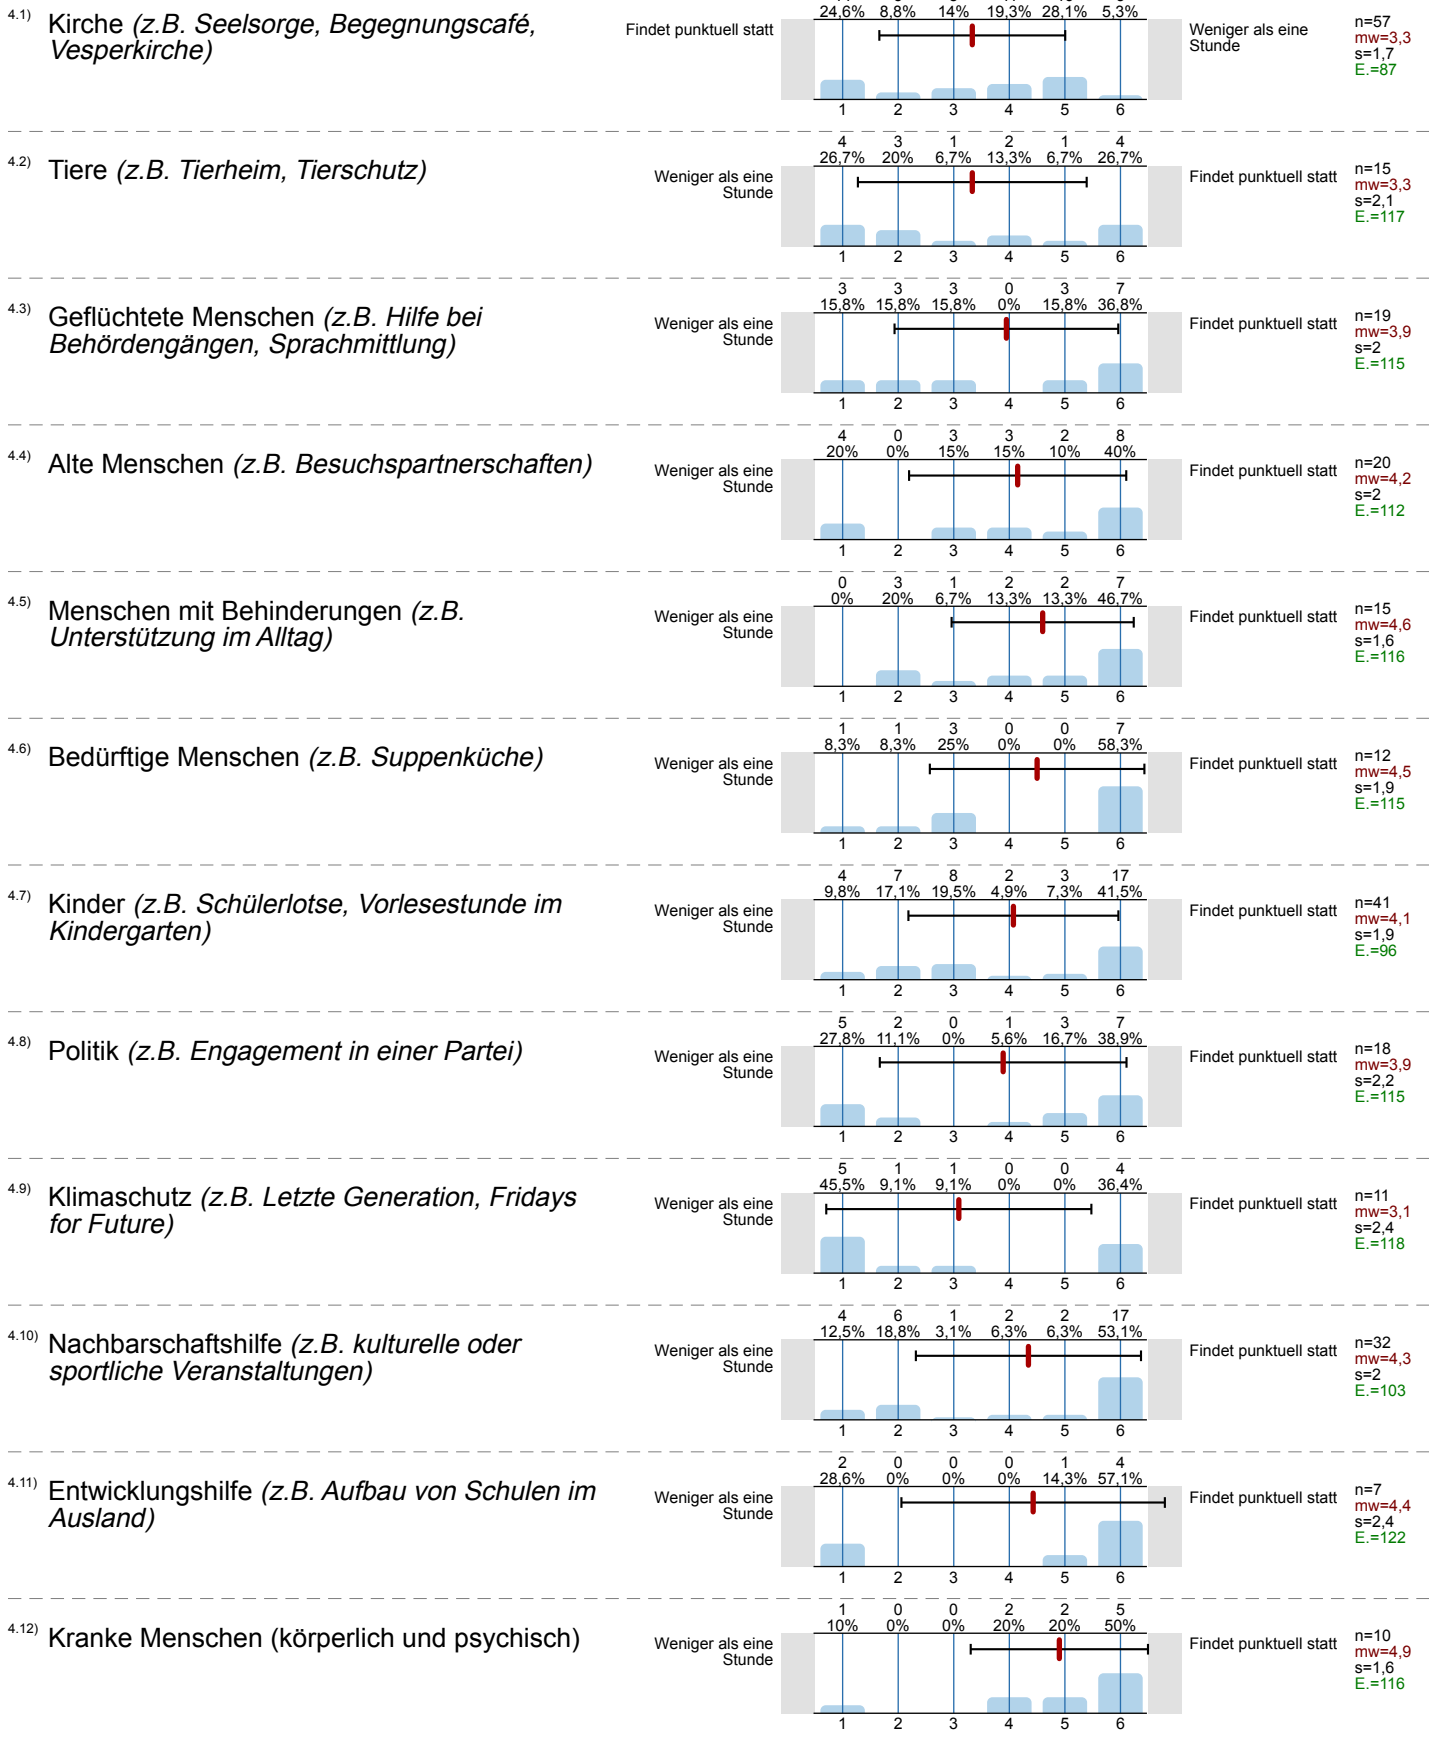 4.1) Kirche (z.B. Seelsorge, Begegnungscafé,
Vesperkirche)
Findet punktuell statt
24,6% 8,8% 14% 19,3% 28,1% 5,3%
1 2 3 4 5 6
Weniger als eine
Stunde
n=57
mw=3,3
s=1,7
E.=87
4.2) Tiere (z.B. Tierheim, Tierschutz)
Weniger als eine
Stunde
4 3 1 2 1 4
26,7% 20% 6,7% 13,3% 6,7% 26,7%
1 2 3 4 5 6
Findet punktuell statt
n=15
mw=3,3
s=2,1
E.=117
4.3) Geflüchtete Menschen (z.B. Hilfe bei
Behördengängen, Sprachmittlung)
Weniger als eine
Stunde
3 3 3 0 3 7
15,8% 15,8% 15,8% 0% 15,8% 36,8%
1 2 3 4 5 6
Findet punktuell statt
n=19
mw=3,9
s=2
E.=115
4.4) Alte Menschen (z.B. Besuchspartnerschaften)
Weniger als eine
Stunde
4 0 3 3 2 8
20% 0% 15% 15% 10% 40%
1 2 3 4 5 6
Findet punktuell statt
n=20
mw=4,2
s=2
E.=112
4.5) Menschen mit Behinderungen (z.B.
Unterstützung im Alltag)
Weniger als eine
Stunde
0 3 1 2 2 7
0% 20% 6,7% 13,3% 13,3% 46,7%
1 2 3 4 5 6
Findet punktuell statt
n=15
mw=4,6
s=1,6
E.=116
4.6) Bedürftige Menschen (z.B. Suppenküche)
Weniger als eine
Stunde
1 1 3 0 0 7
8,3% 8,3% 25% 0% 0% 58,3%
1 2 3 4 5 6
Findet punktuell statt
n=12
mw=4,5
s=1,9
E.=115
4.7) Kinder (z.B. Schülerlotse, Vorlesestunde im
Kindergarten)
Weniger als eine
Stunde
4 7 8 2 3 17
9,8% 17,1% 19,5% 4,9% 7,3% 41,5%
1 2 3 4 5 6
Findet punktuell statt
n=41
mw=4,1
s=1,9
E.=96
4.8) Politik (z.B. Engagement in einer Partei)
Weniger als eine
Stunde
5 2 0 1 3 7
27,8% 11,1% 0% 5,6% 16,7% 38,9%
1 2 3 4 5 6
Findet punktuell statt
n=18
mw=3,9
s=2,2
E.=115
4.9) Klimaschutz (z.B. Letzte Generation, Fridays
for Future)
Weniger als eine
Stunde
5 1 1 0 0 4
45,5% 9,1% 9,1% 0% 0% 36,4%
1 2 3 4 5 6
Findet punktuell statt
n=11
mw=3,1
s=2,4
E.=118
4.10) Nachbarschaftshilfe (z.B. kulturelle oder
sportliche Veranstaltungen)
Weniger als eine
Stunde
4 6 1 2 2 17
12,5% 18,8% 3,1% 6,3% 6,3% 53,1%
1 2 3 4 5 6
Findet punktuell statt
n=32
mw=4,3
s=2
E.=103
4.11) Entwicklungshilfe (z.B. Aufbau von Schulen im
Ausland)
Weniger als eine
Stunde
2 0 0 0 1 4
28,6% 0% 0% 0% 14,3% 57,1%
1 2 3 4 5 6
Findet punktuell statt
n=7
mw=4,4
s=2,4
E.=122
4.12) Kranke Menschen (körperlich und psychisch)
Weniger als eine
Stunde
1 0 0 2 2 5
10% 0% 0% 20% 20% 50%
1 2 3 4 5 6
Findet punktuell statt
n=10
mw=4,9
s=1,6
E.=116